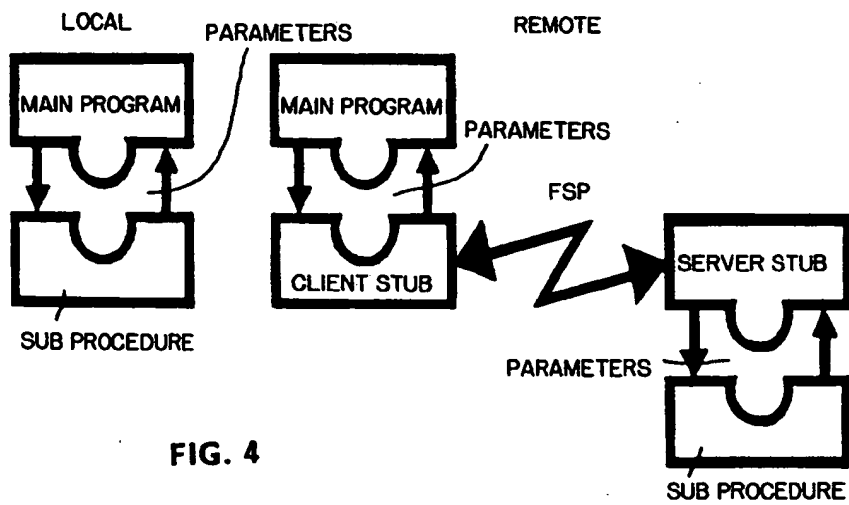 LOCAL
PARAMETERS
REMOTE
MAIN PROGRAM
MAIN PROGRAM
PARAMETERS
FSP
CLIENT STUB
SERVER STUB
SUB PROCEDURE
PARAMETERS
FIG. 4
SUB PROCEDURE